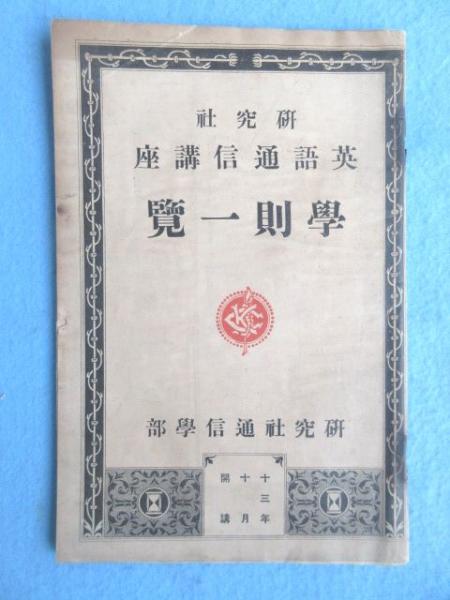 研究社
英語通信講座
學則一覽
研究社通信學部
十三年
十月
開講